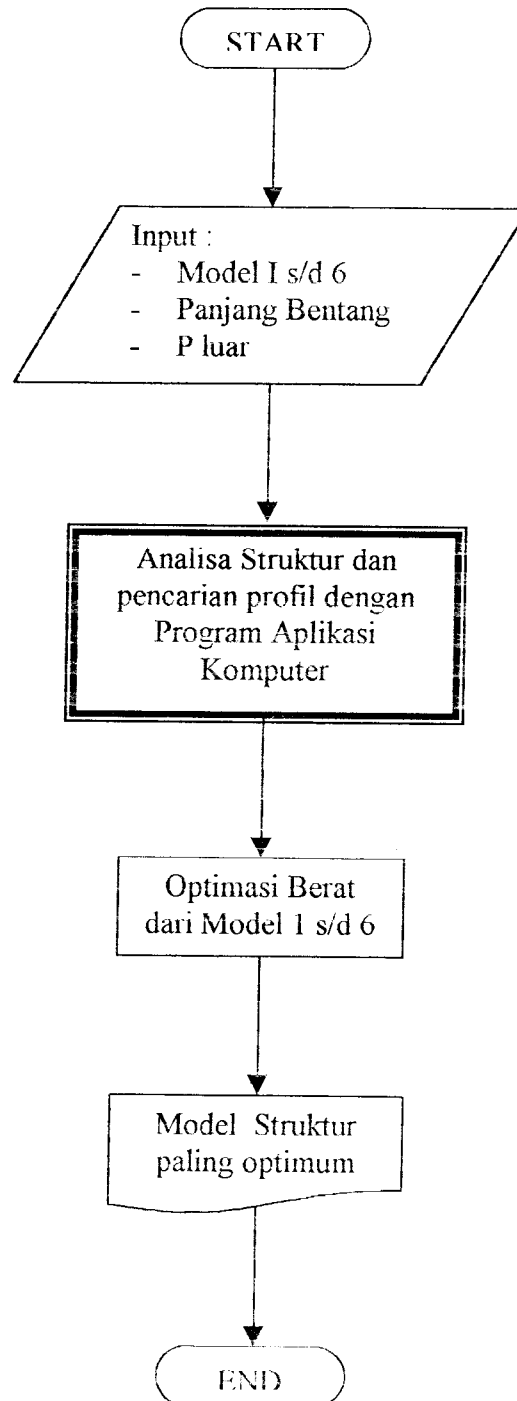 START
Input :
- Model I s/d 6
- Panjang Bentang
- P luar
Analisa Struktur dan
pencarian profil dengan
Program Aplikasi
Komputer
Optimasi Berat
dari Model 1 s/d 6
Model Struktur
paling optimum
END